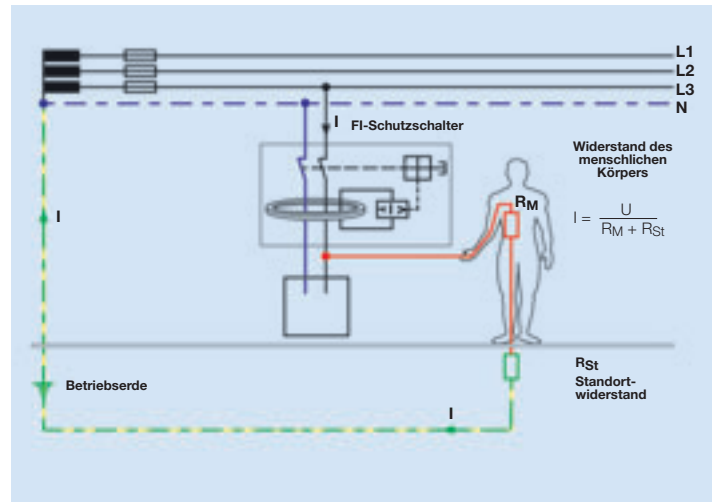 L1
L2
L3
N
I
FI-Schutzschalter
Widerstand des
menschlichen
Körpers
RM
I = U
RM + RSt
I
I
RSt
Standort-
widerstand
Betriebserde
I